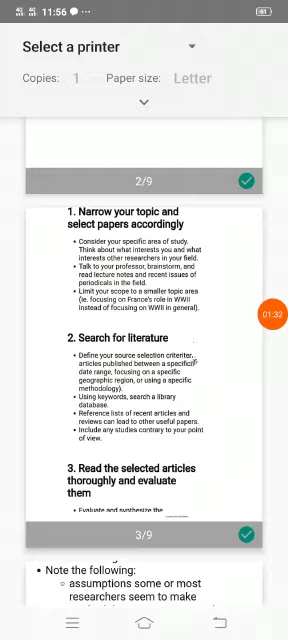 4G 4G 11:56 81
Select a printer
Copies: 1 Paper size: Letter
2/9
1. Narrow your topic and
select papers accordingly
• Consider your specific area of study.
Think about what interests you and what
interests other researchers in your field.
• Talk to your professor, brainstorm, and
read lecture notes and recent issues of
periodicals in the field.
• Limit your scope to a smaller topic area
(ie. focusing on France's role in WWII
instead of focusing on WWII in general).
01:32
2. Search for literature
• Define your source selection
articles published between a
date range, focusing on a specific
geographic region, or using a specific
methodology).
• Using keywords, search a library
database.
• Reference lists of recent articles and
reviews can lead to other useful papers.
• Include any studies contrary to your point
of view.
3. Read the selected articles
thoroughly and evaluate
them
• Evaluate and synthesize the
3/9
• Note the following:
assumptions some or most
researchers seem to make